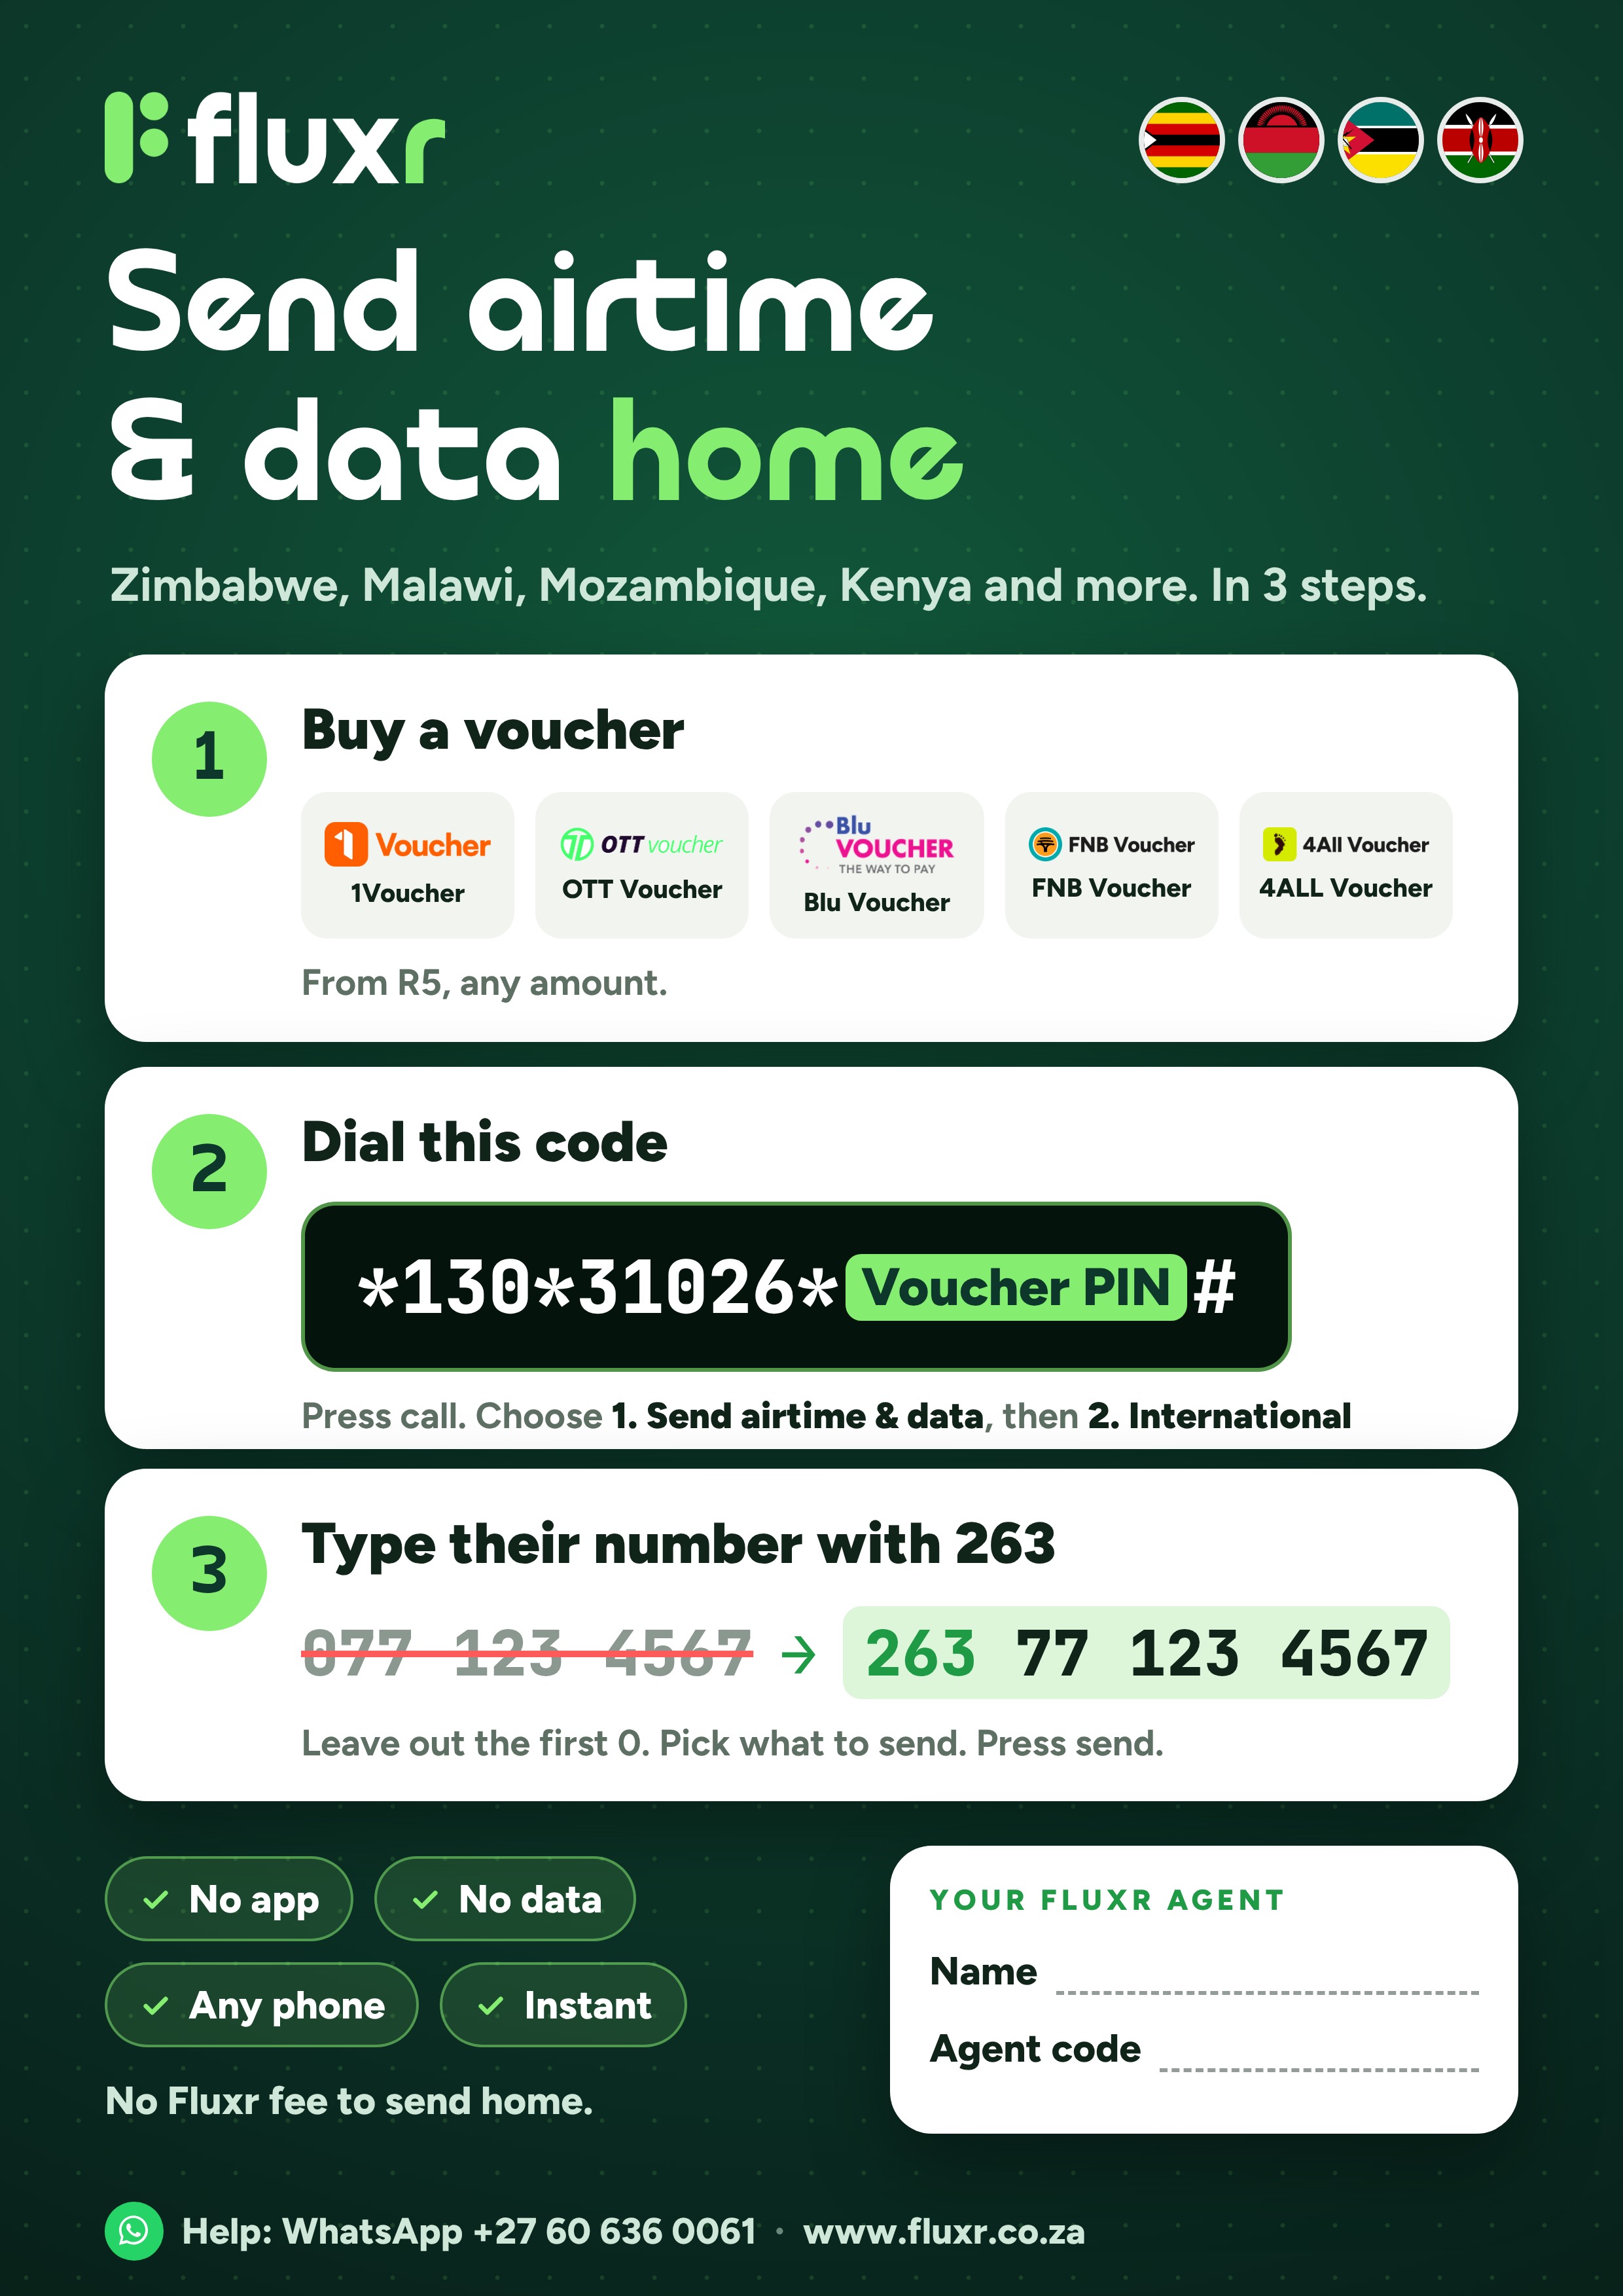 fluxr
Send airtime
& data home
Zimbabwe, Malawi, Mozambique, Kenya and more. In 3 steps.
1
Buy a voucher
1 Voucher
1Voucher
OTT voucher
OTT Voucher
Blu
VOUCHER
THE WAY TO PAY
Blu Voucher
FNB Voucher
FNB Voucher
4All Voucher
4ALL Voucher
From R5, any amount.
2
Dial this code
*130*31026*Voucher PIN#
Press call. Choose 1. Send airtime & data, then 2. International
3
Type their number with 263
077 123 4567 → 263 77 123 4567
Leave out the first 0. Pick what to send. Press send.
✓ No app ✓ No data
✓ Any phone ✓ Instant
No Fluxr fee to send home.
YOUR FLUXR AGENT
Name
Agent code
Help: WhatsApp +27 60 636 0061 · www.fluxr.co.za